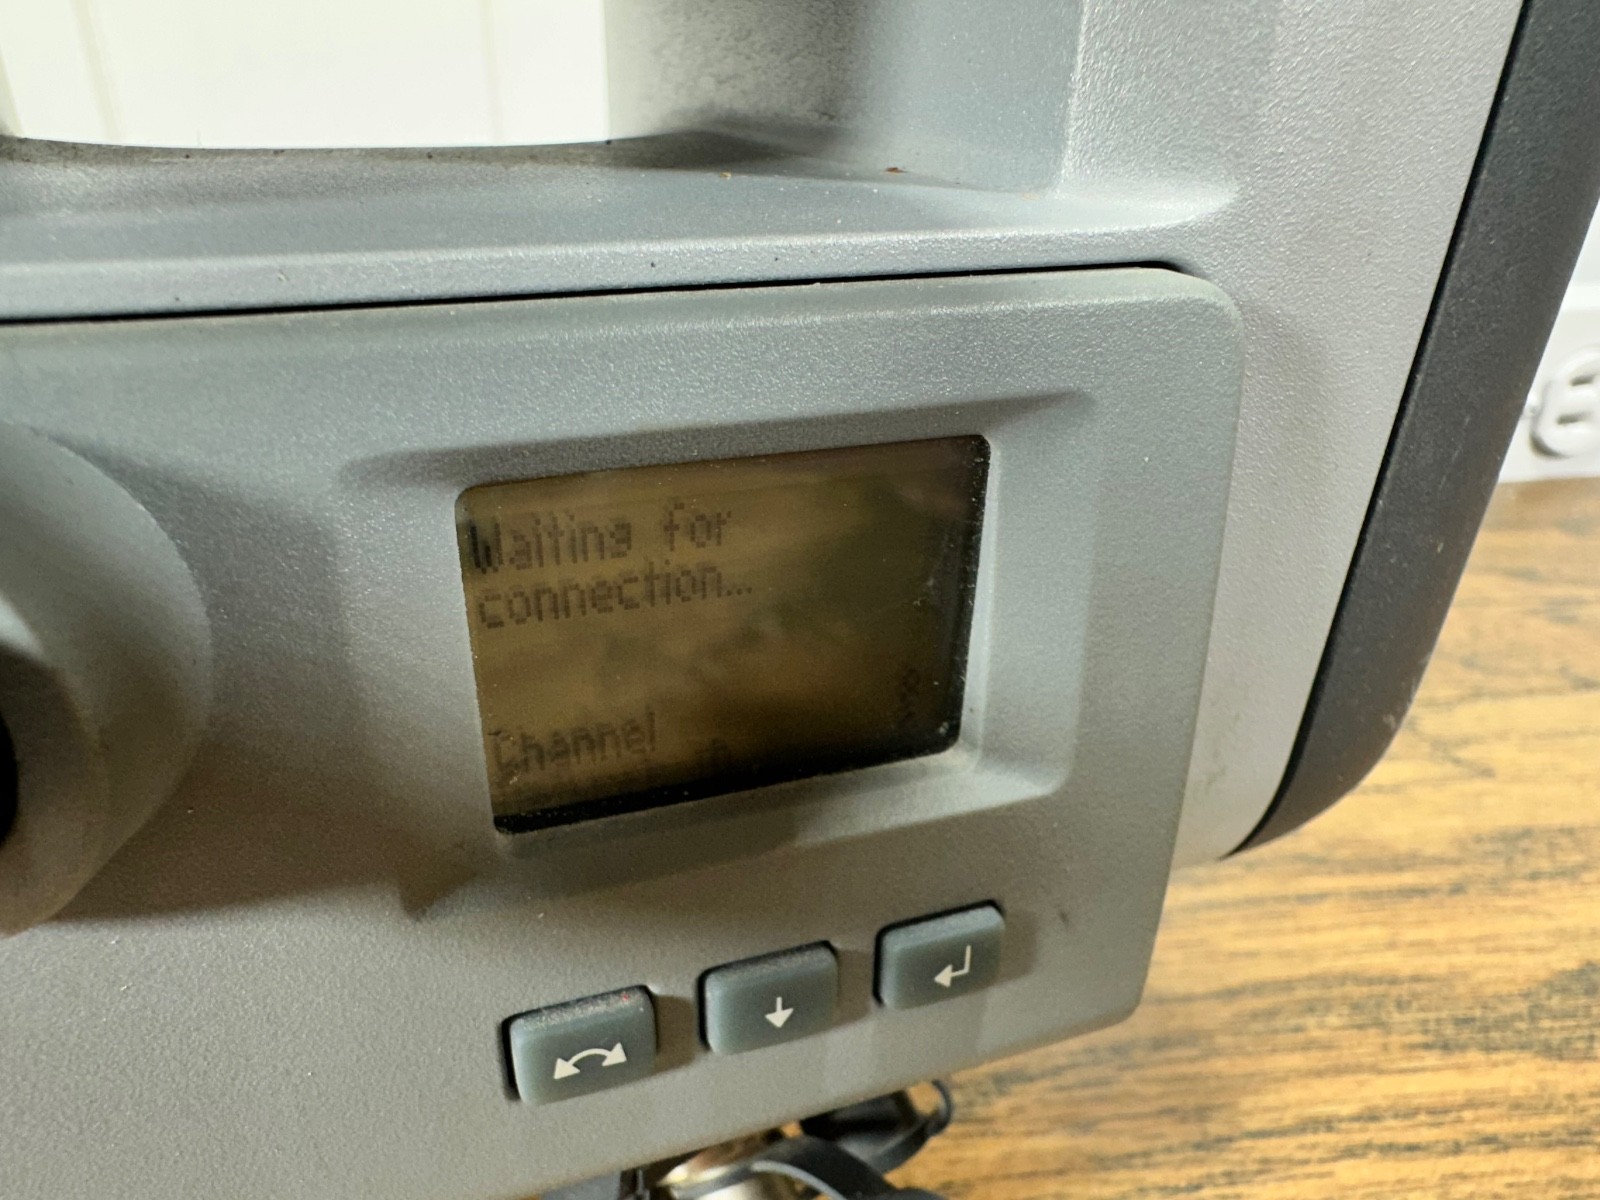 Waiting for
connection...
Channel